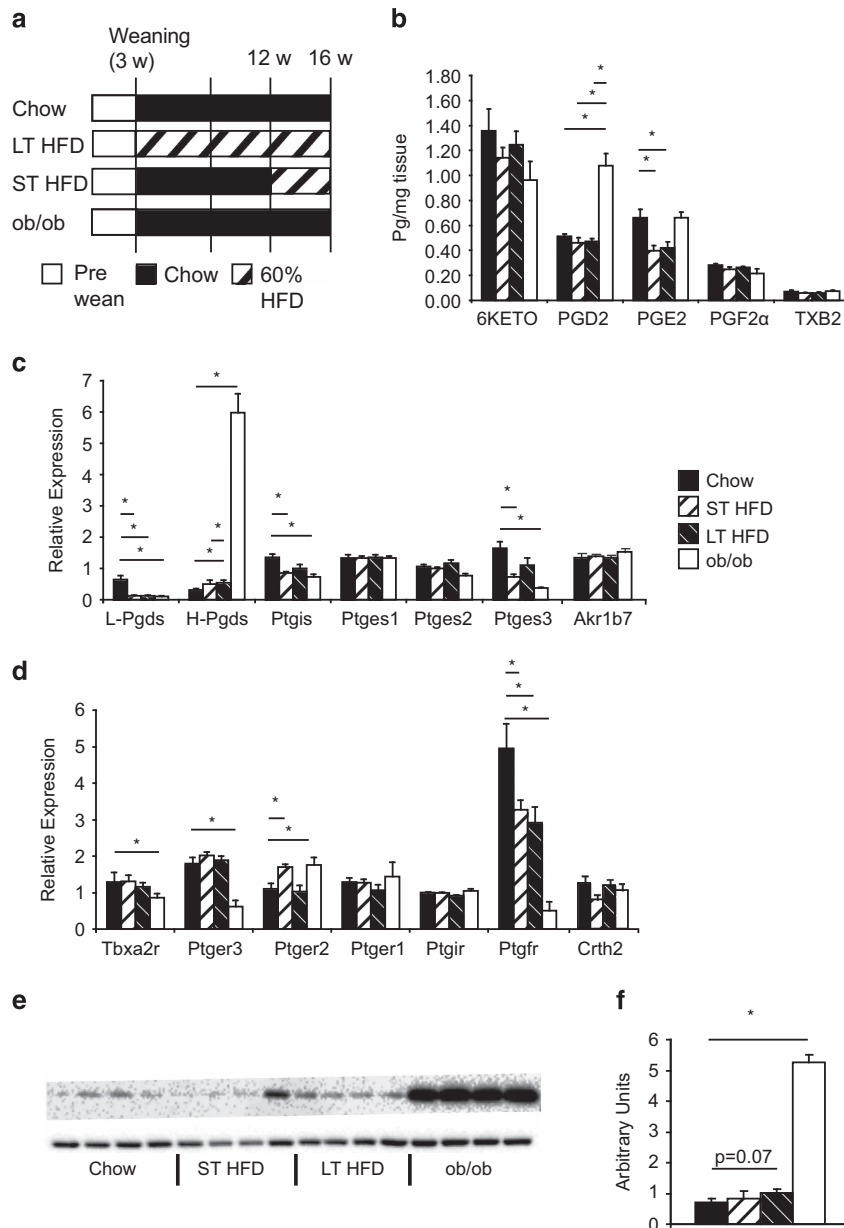 a
Weaning
(3 w) 12 w 16 w
Chow
LT HFD
ST HFD
ob/ob
Pre wean Chow 60% HFD
b
Pg/mg tissue
1.80
1.60
1.40
1.20
1.00
0.80
0.60
0.40
0.20
0.00
* * * * *
6KETO PGD2 PGE2 PGF2α TXB2
c
Relative Expression
7
6
5
4
3
2
1
0
* * * * * * * * * *
L-Pgds H-Pgds Ptgis Ptges1 Ptges2 Ptges3 Akr1b7
Chow
ST HFD
LT HFD
ob/ob
d
Relative Expression
6
5
4
3
2
1
0
* * * * * * *
Tbxa2r Ptger3 Ptger2 Ptger1 Ptgir Ptgfr Crth2
e
Chow ST HFD LT HFD ob/ob
f
Arbitrary Units
6
5
4
3
2
1
0
*
p=0.07